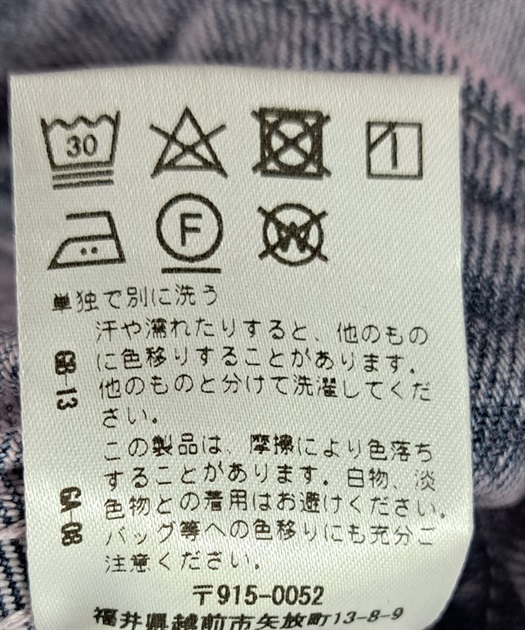 30
F
W
単独で別に洗う
汗や濡れたりすると、他のもの
に色移りすることがあります。
他のものと分けて洗濯してくだ
さい。
この製品は、摩擦により色落ち
することがあります。白物、淡
色物との着用はお避けください。
バッグ等への色移りにも充分ご
注意ください。
〒915-0052
福井県越前市矢放町13-8-9